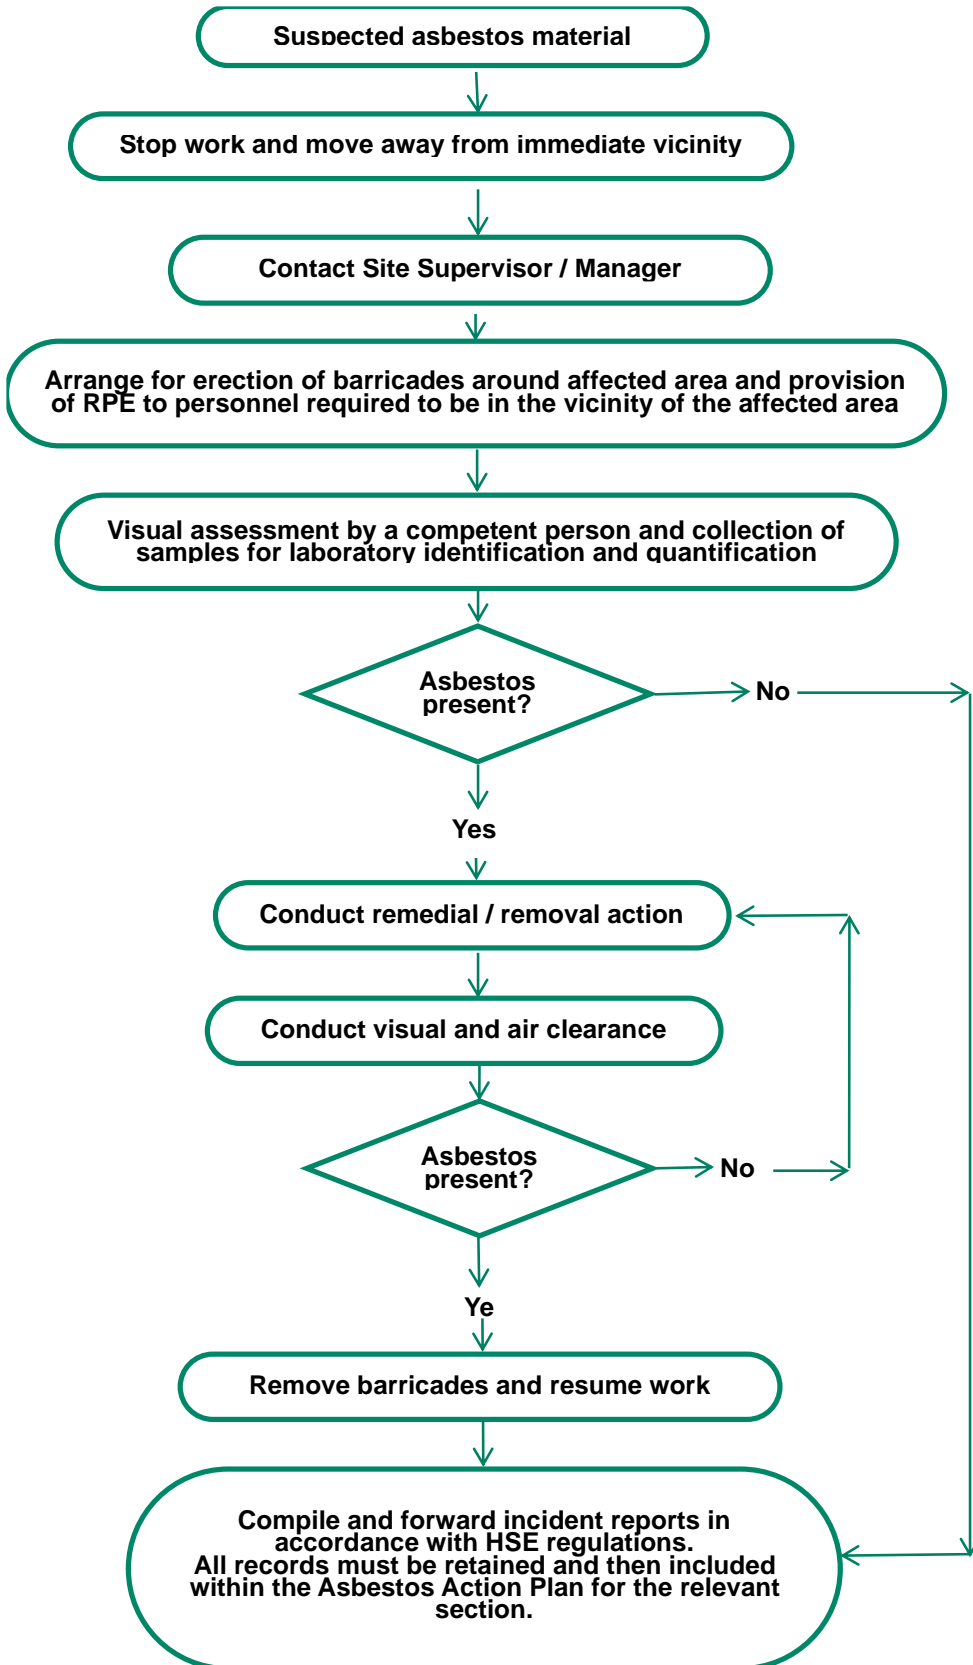 Suspected asbestos material
Stop work and move away from immediate vicinity
Contact Site Supervisor / Manager
Arrange for erection of barricades around affected area and provision
of RPE to personnel required to be in the vicinity of the affected area
Visual assessment by a competent person and collection of
samples for laboratory identification and quantification
Asbestos
present?
No
Yes
Conduct remedial / removal action
Conduct visual and air clearance
Asbestos
present?
No
Ye
Remove barricades and resume work
Compile and forward incident reports in
accordance with HSE regulations.
All records must be retained and then included
within the Asbestos Action Plan for the relevant
section.